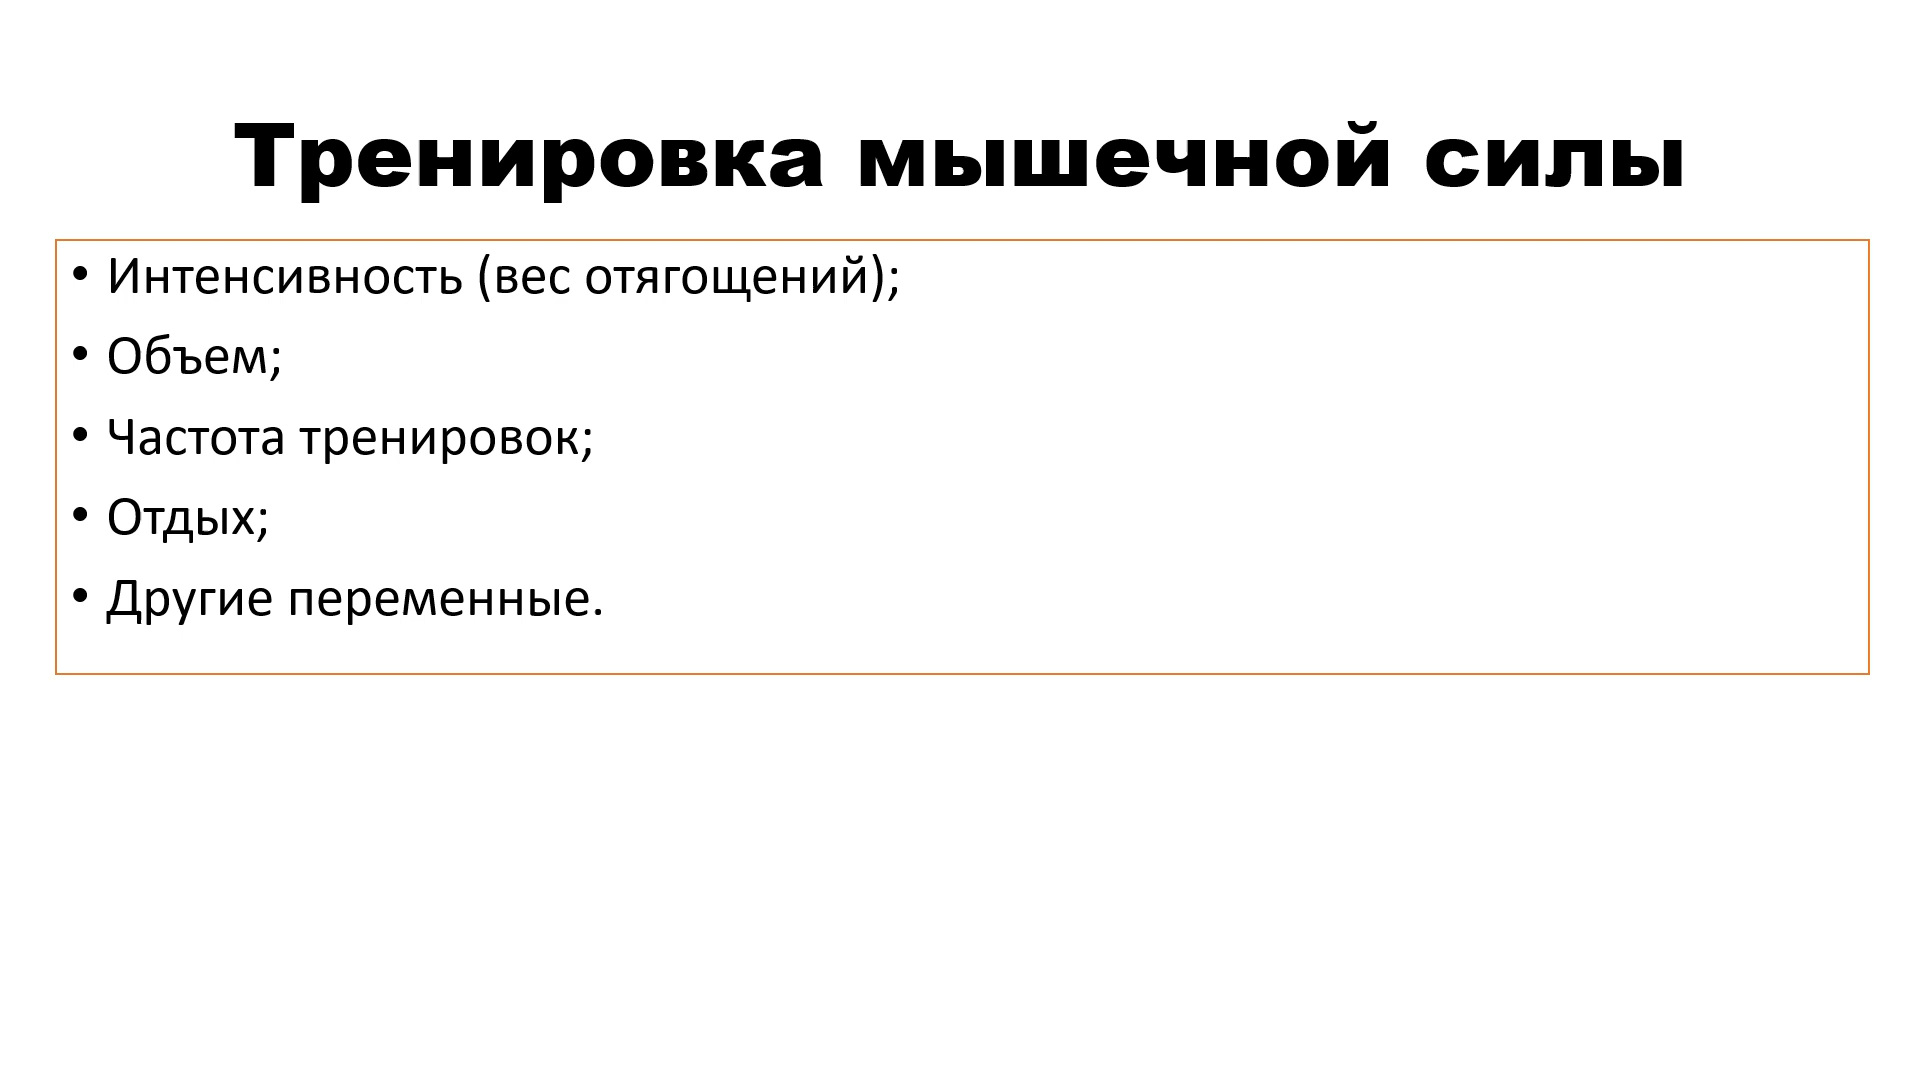 Тренировка мышечной силы
• Интенсивность (вес отягощений);
• Объем;
• Частота тренировок;
• Отдых;
• Другие переменные.